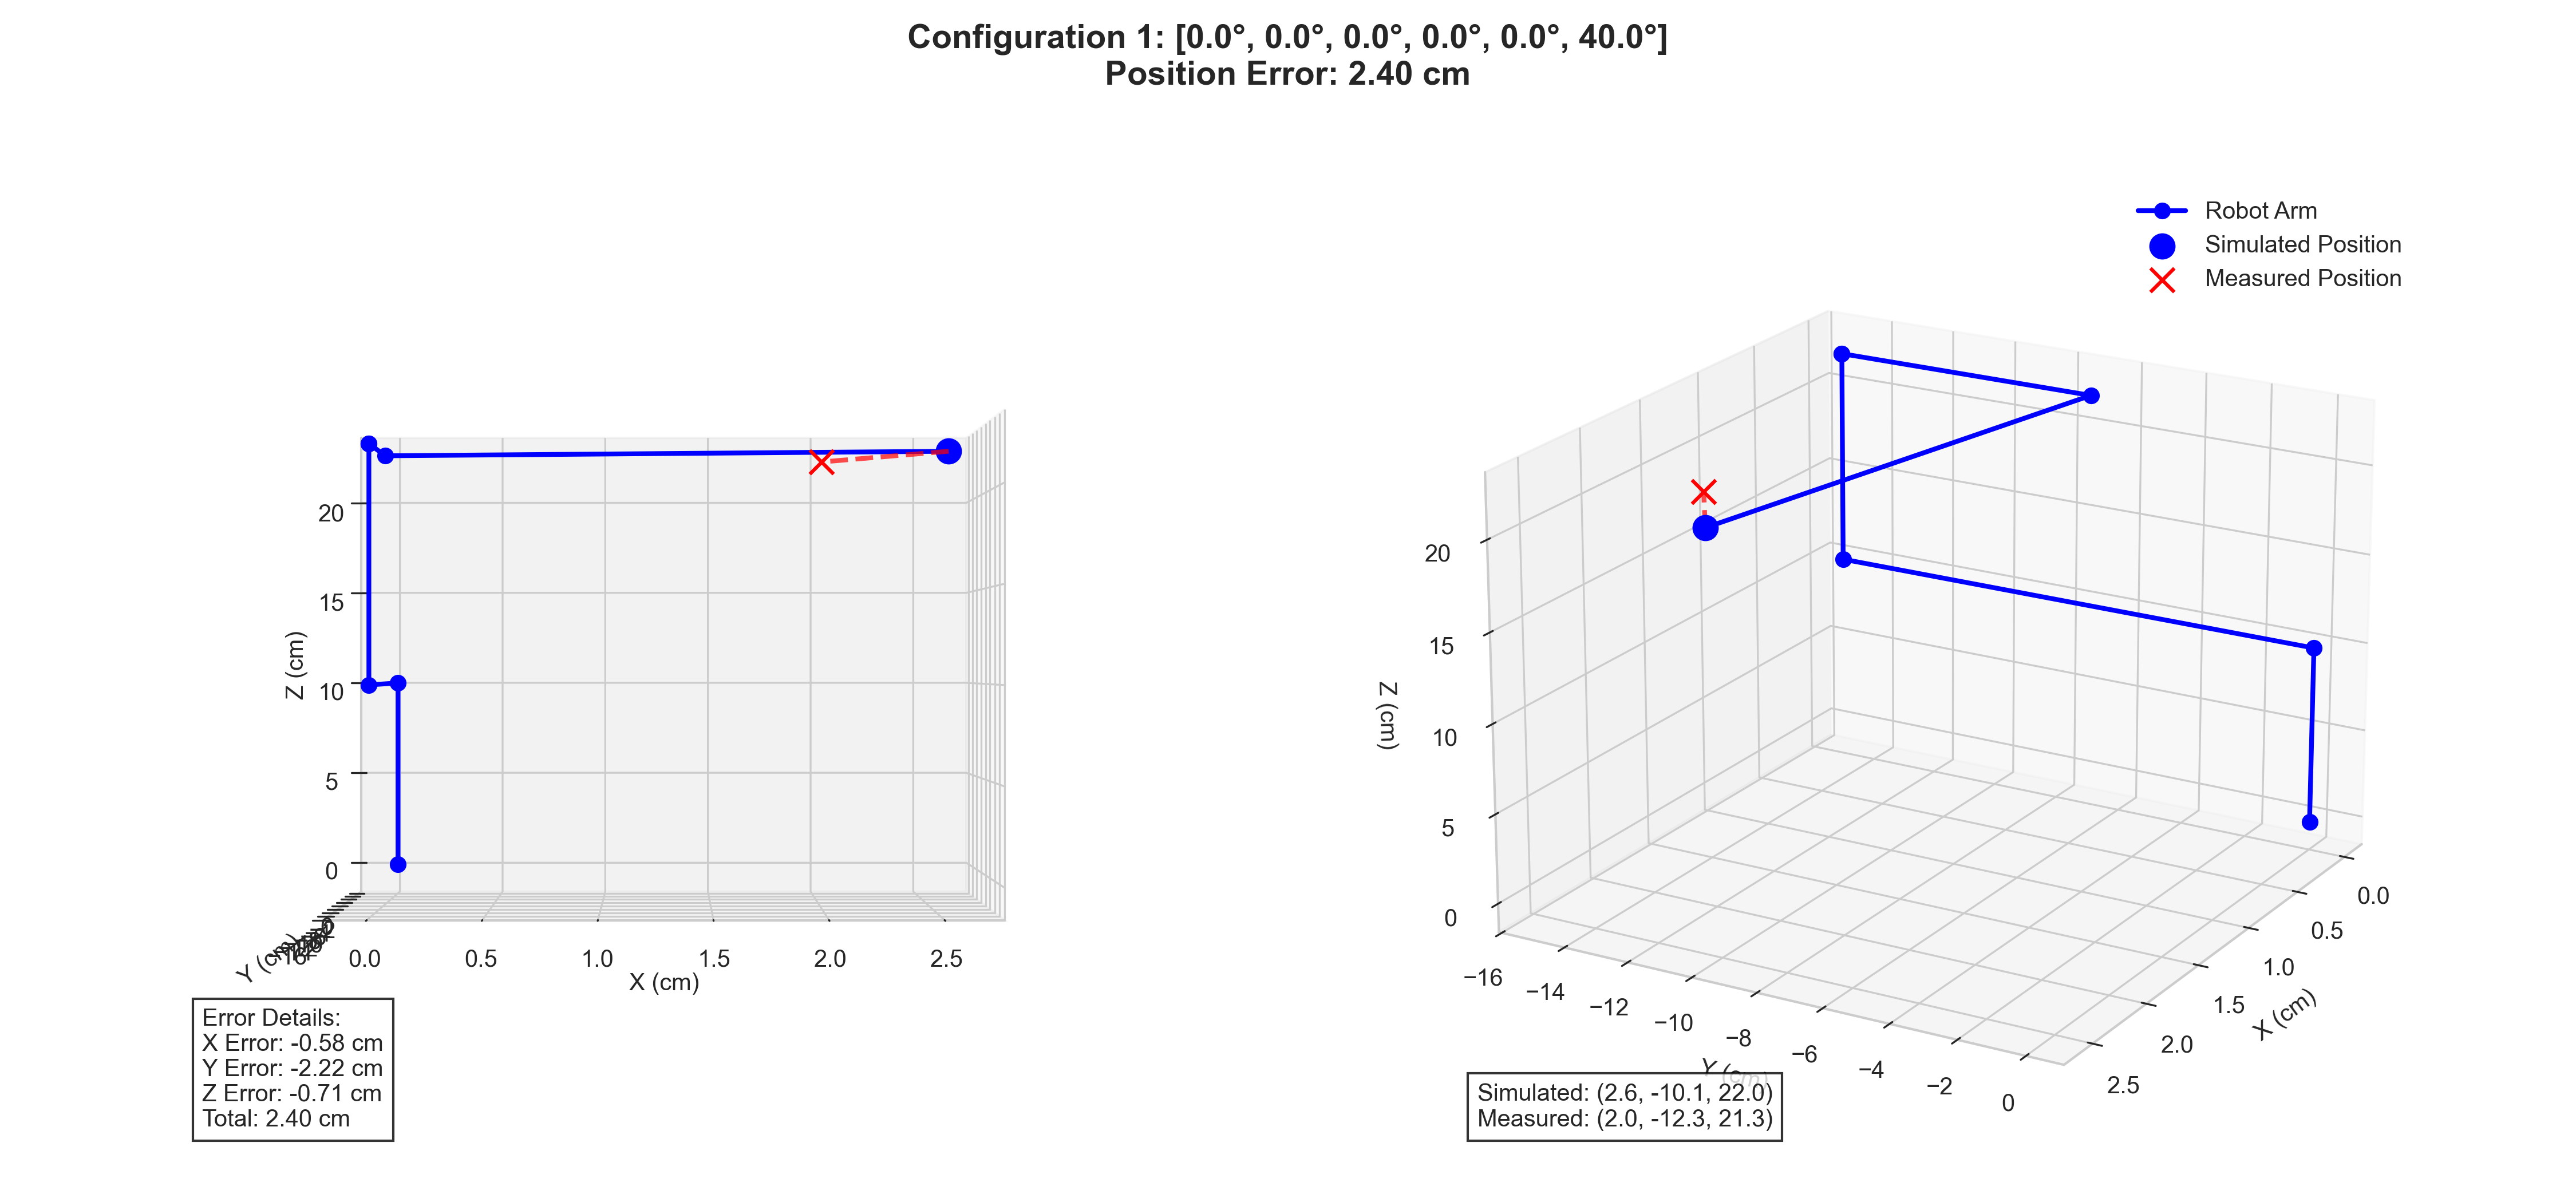 Configuration 1: [0.0°, 0.0°, 0.0°, 0.0°, 0.0°, 40.0°]
Position Error: 2.40 cm
Robot Arm
Simulated Position
Measured Position
20
15
10
5
0
Z (cm)
Y (cm)
0.0
0.5
1.0
1.5
2.0
2.5
X (cm)
Error Details:
X Error: -0.58 cm
Y Error: -2.22 cm
Z Error: -0.71 cm
Total: 2.40 cm
20
15
10
5
0
Z (cm)
−16
−14
−12
−10
−8
−6
−4
−2
0
Y (cm)
0.0
0.5
1.0
1.5
2.0
2.5
X (cm)
Simulated: (2.6, -10.1, 22.0)
Measured: (2.0, -12.3, 21.3)